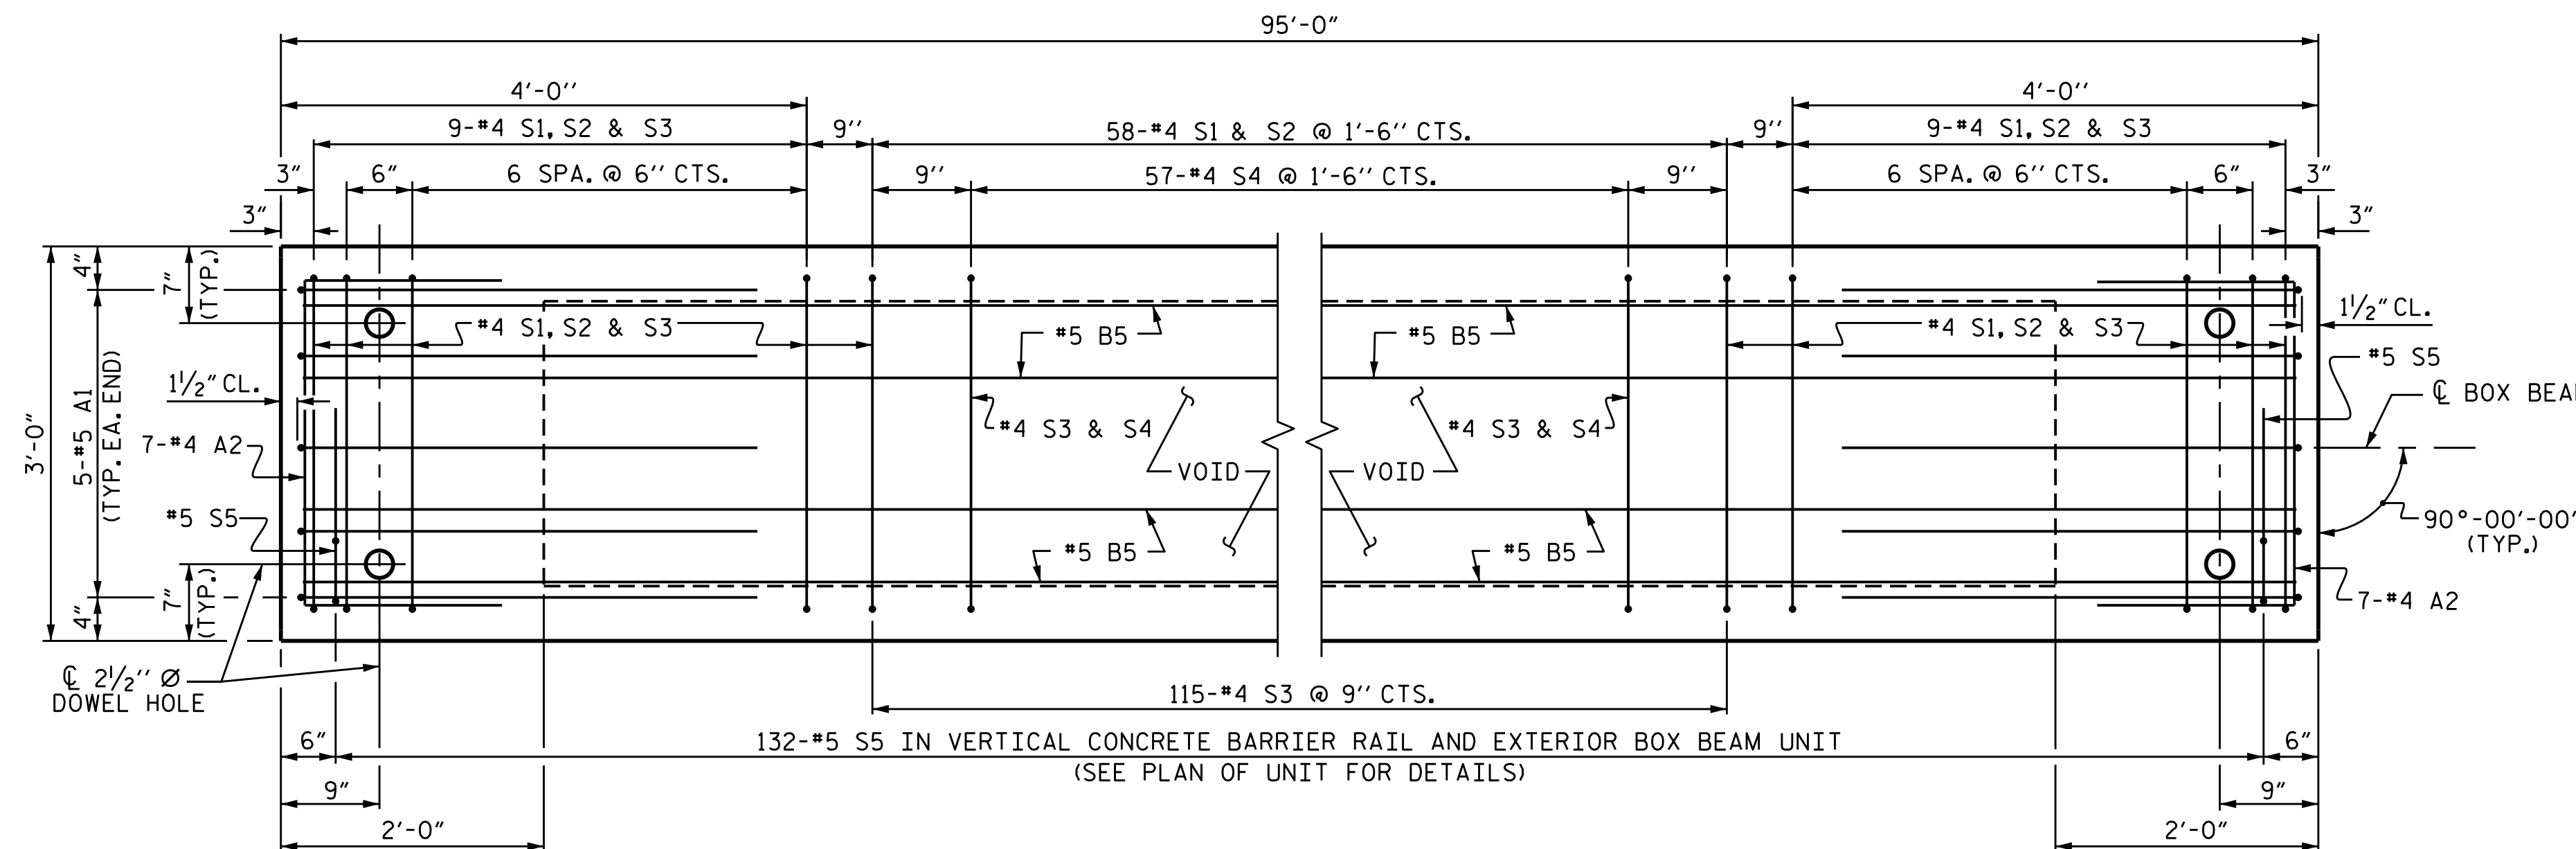 95'-0"
4'-0''
4'-0''
9-#4 S1, S2 & S3
9''
58-#4 S1 & S2 @ 1'-6'' CTS.
9''
9-#4 S1, S2 & S3
3"
6"
6 SPA. @ 6'' CTS.
9''
57-#4 S4 @ 1'-6'' CTS.
9''
6 SPA. @ 6'' CTS.
6"
3"
3"
3"
4"
7"
(TYP.)
#4 S1, S2 & S3
#5 B5
#5 B5
#4 S1, S2 & S3
1 1/2" CL.
#5 S5
1 1/2" CL.
℄ BOX BEA
3'-0"
5-#5 A1
(TYP. EA. END)
7-#4 A2
#4 S3 & S4
#4 S3 & S4
VOID
VOID
#5 S5
90°-00'-00'
(TYP.)
#5 B5
#5 B5
4"
7"
(TYP.)
7-#4 A2
℄ 2 1/2'' Ø
DOWEL HOLE
115-#4 S3 @ 9'' CTS.
6"
132-#5 S5 IN VERTICAL CONCRETE BARRIER RAIL AND EXTERIOR BOX BEAM UNIT
6"
(SEE PLAN OF UNIT FOR DETAILS)
9"
9"
2'-0"
2'-0"